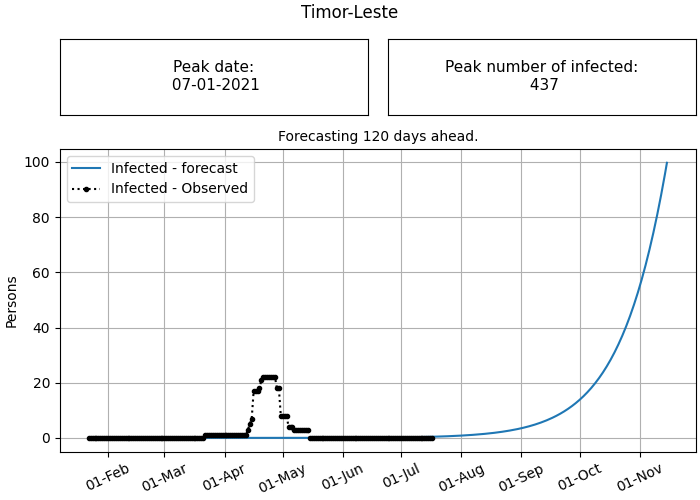 Timor-Leste
Peak date:
07-01-2021
Peak number of infected:
437
Forecasting 120 days ahead.
Infected - forecast
Infected - Observed
Persons
100
80
60
40
20
0
01-Feb
01-Mar
01-Apr
01-May
01-Jun
01-Jul
01-Aug
01-Sep
01-Oct
01-Nov